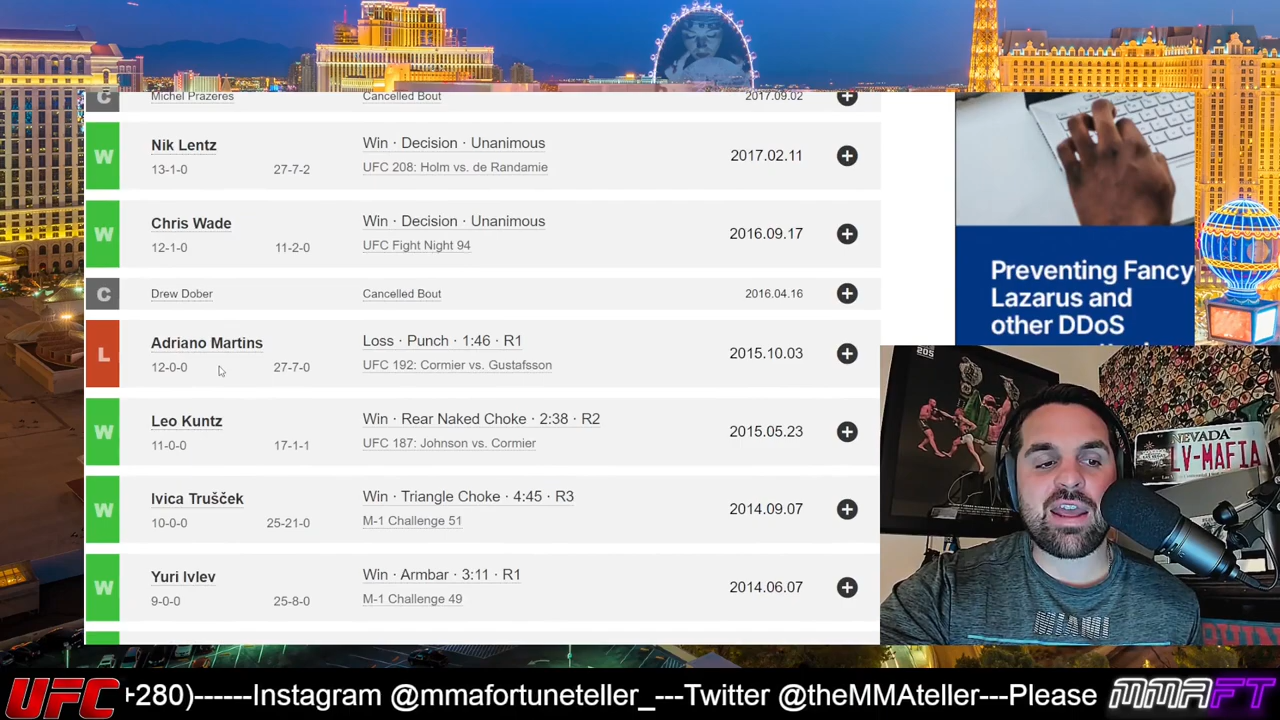 C
Michel Prazeres
Cancelled Bout
2017.09.02
W
Nik Lentz
Win · Decision · Unanimous
13-1-0
27-7-2
UFC 208: Holm vs. de Randamie
2017.02.11
W
Chris Wade
Win · Decision · Unanimous
12-1-0
11-2-0
UFC Fight Night 94
2016.09.17
C
Drew Dober
Cancelled Bout
2016.04.16
L
Adriano Martins
Loss · Punch · 1:46 · R1
12-0-0
27-7-0
UFC 192: Cormier vs. Gustafsson
2015.10.03
W
Leo Kuntz
Win · Rear Naked Choke · 2:38 · R2
11-0-0
17-1-1
UFC 187: Johnson vs. Cormier
2015.05.23
W
Ivica Trušček
Win · Triangle Choke · 4:45 · R3
10-0-0
25-21-0
M-1 Challenge 51
2014.09.07
W
Yuri Ivlev
Win · Armbar · 3:11 · R1
9-0-0
25-8-0
M-1 Challenge 49
2014.06.07
Preventing Fancy
Lazarus and
other DDoS
NEVADA
LV-MAFIA
MIAMI
UFC
+280)------Instagram @mmafortuneteller_---Twitter @theMMAteller---Please
MMAFT